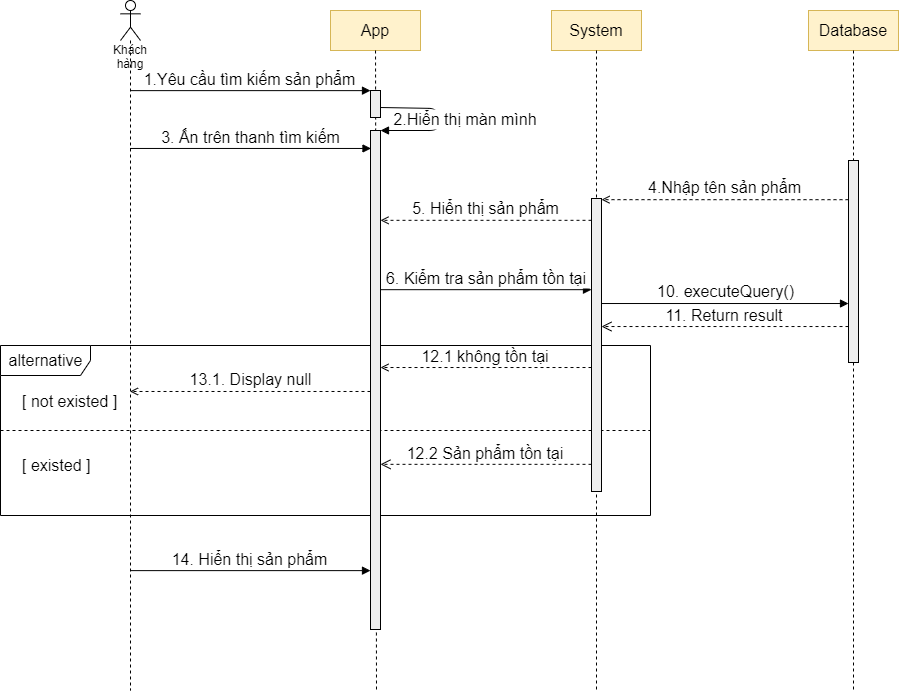 App
System
Database
Khách
hàng
1.Yêu cầu tìm kiếm sản phẩm
2.Hiển thị màn mình
3. Ấn trên thanh tìm kiếm
4.Nhập tên sản phẩm
5. Hiển thị sản phẩm
6. Kiểm tra sản phẩm tồn tại
10. executeQuery()
11. Return result
alternative
12.1 không tồn tại
13.1. Display null
[ not existed ]
12.2 Sản phẩm tồn tại
[ existed ]
14. Hiển thị sản phẩm